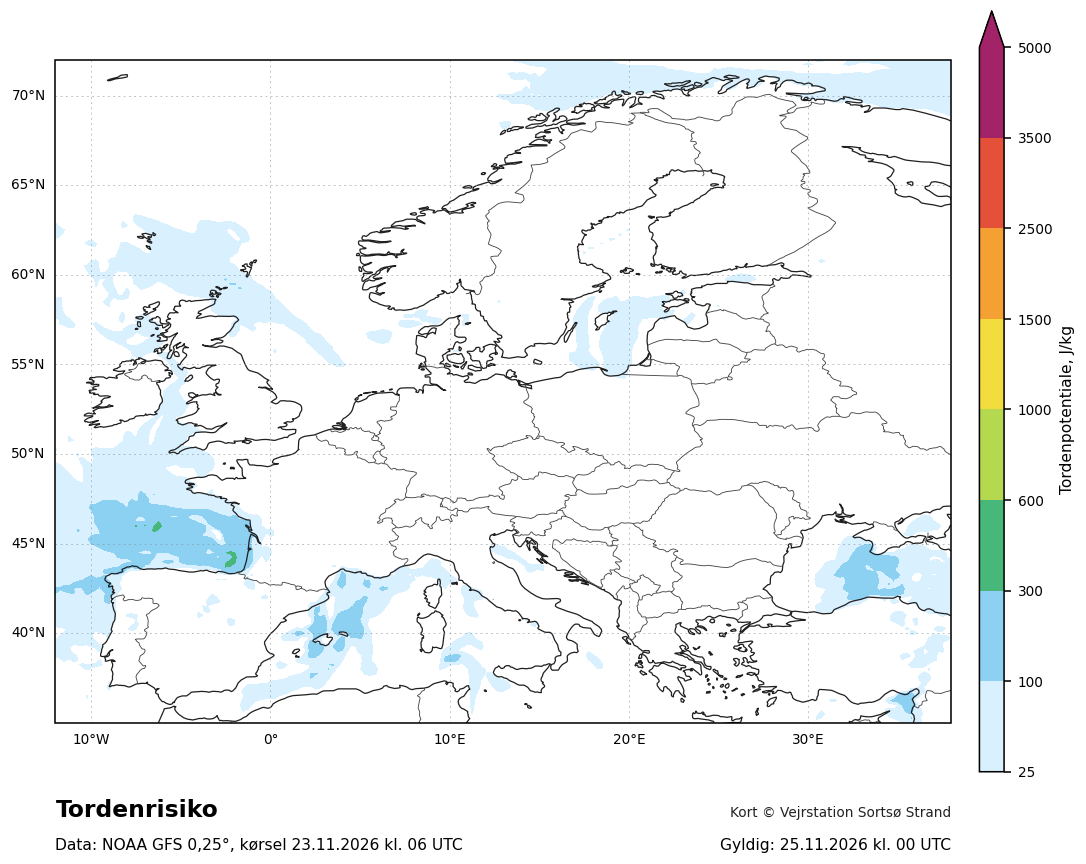 70°N
65°N
60°N
55°N
50°N
45°N
40°N
10°W
0°
10°E
20°E
30°E
5000
3500
2500
1500
1000
600
300
100
25
Tordenpotentiale, J/kg
Tordenrisiko
Kort © Vejrstation Sortsø Strand
Data: NOAA GFS 0,25°, kørsel 23.11.2026 kl. 06 UTC
Gyldig: 25.11.2026 kl. 00 UTC